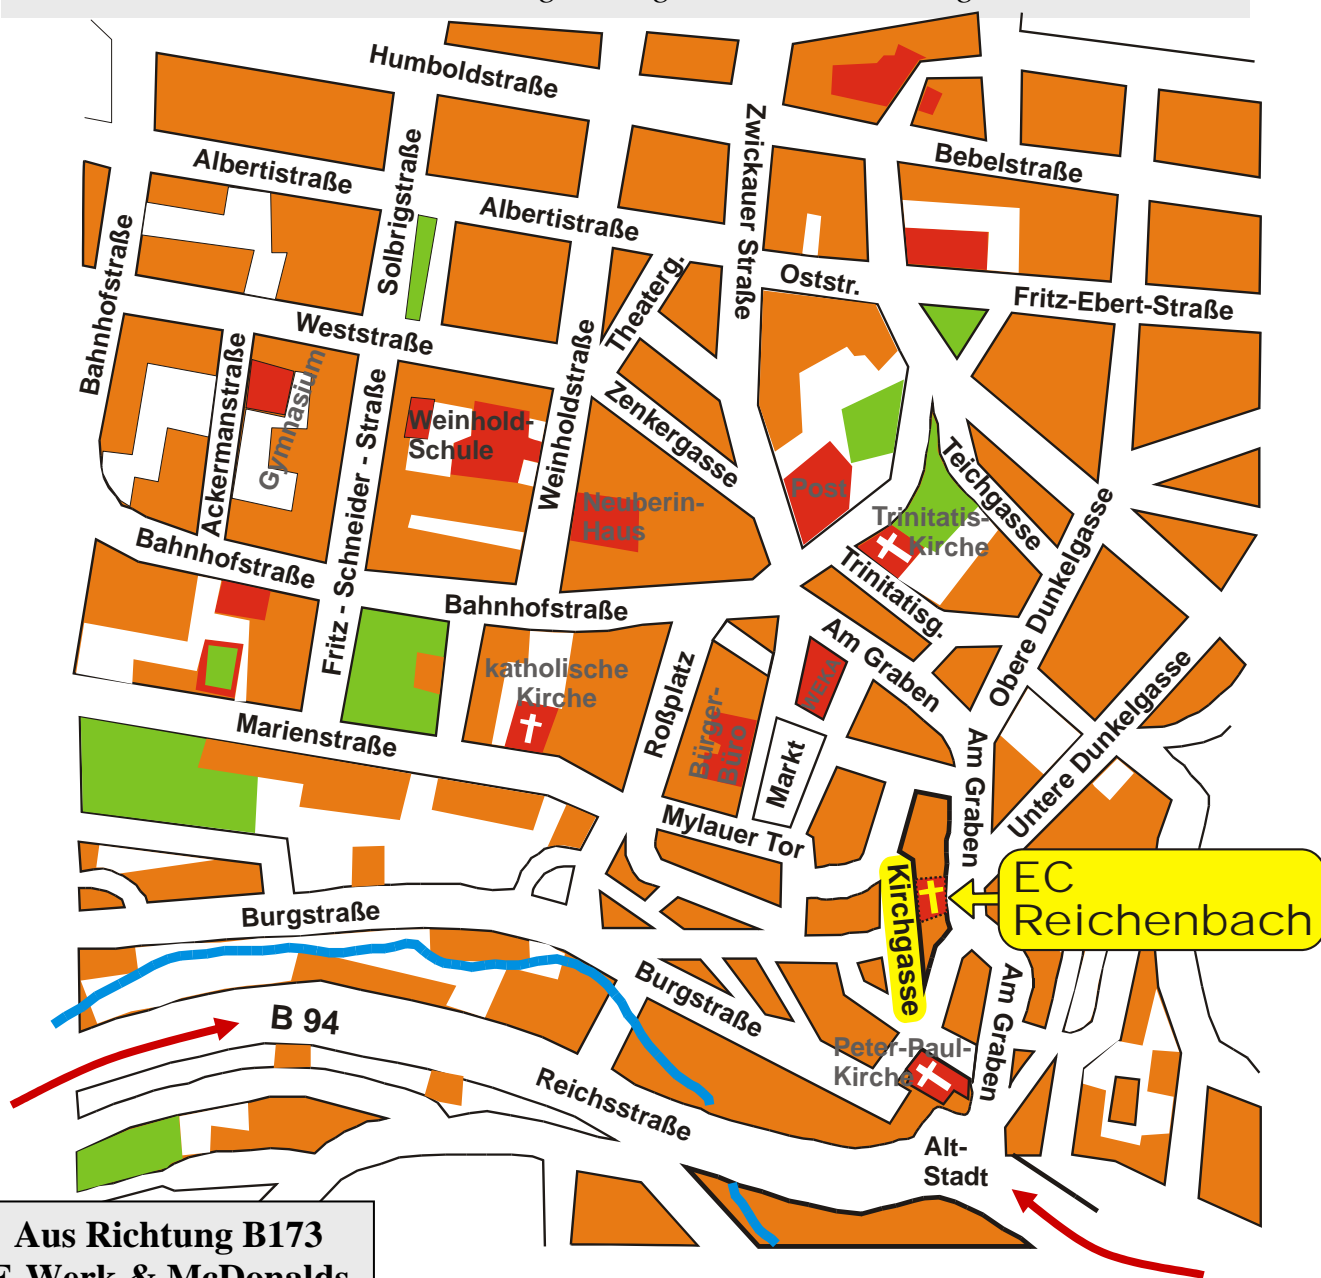 Humboldstraße
Zwickauer Straße
Bebelstraße
Albertistraße
Solbrigstraße
Albertistraße
Bahnhofstraße
Theaterg.
Oststr.
Fritz-Ebert-Straße
Weststraße
Ackermanstraße
Gymnasium
Fritz - Schneider - Straße
Weinhold-
Schule
Weinholdstraße
Zenkergasse
Neuberin-
Haus
Post
Teichgasse
Trinitatis-
Kirche
Trinitatisg.
Obere Dunkelgasse
Bahnhofstraße
Bahnhofstraße
Am Graben
katholische
Kirche
Roßplatz
Bürger-
Büro
WEKA
Markt
Untere Dunkelgasse
Marienstraße
Mylauer Tor
Am Graben
Kirchgasse
EC
Reichenbach
Burgstraße
Burgstraße
Am Graben
B 94
Peter-Paul-
Kirche
Reichsstraße
Alt-
Stadt
Aus Richtung B173
& McDonalds